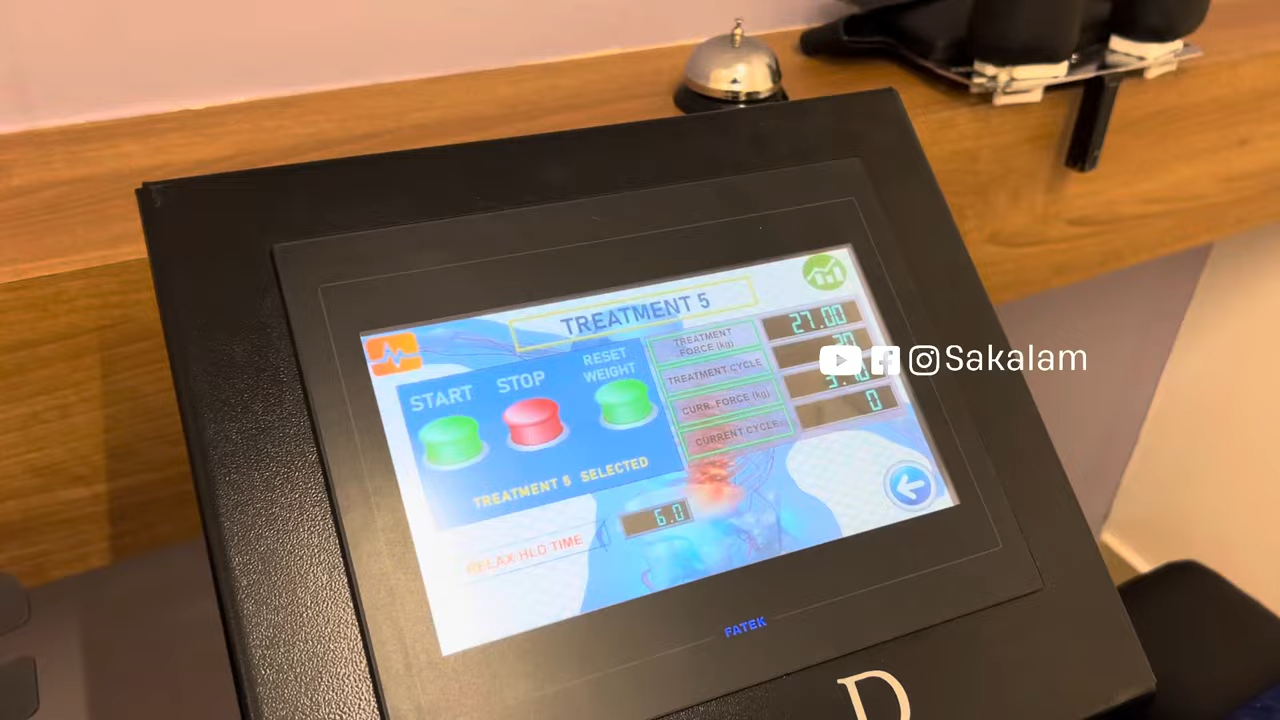 TREATMENT 5
START
STOP
RESET
WEIGHT
TREATMENT 5 SELECTED
RELAX HLD TIME
6.0
TREATMENT
FORCE (kg)
27.00
TREATMENT CYCLE
CURR. FORCE (kg)
CURRENT CYCLE
0
Sakalam
FATEK
D